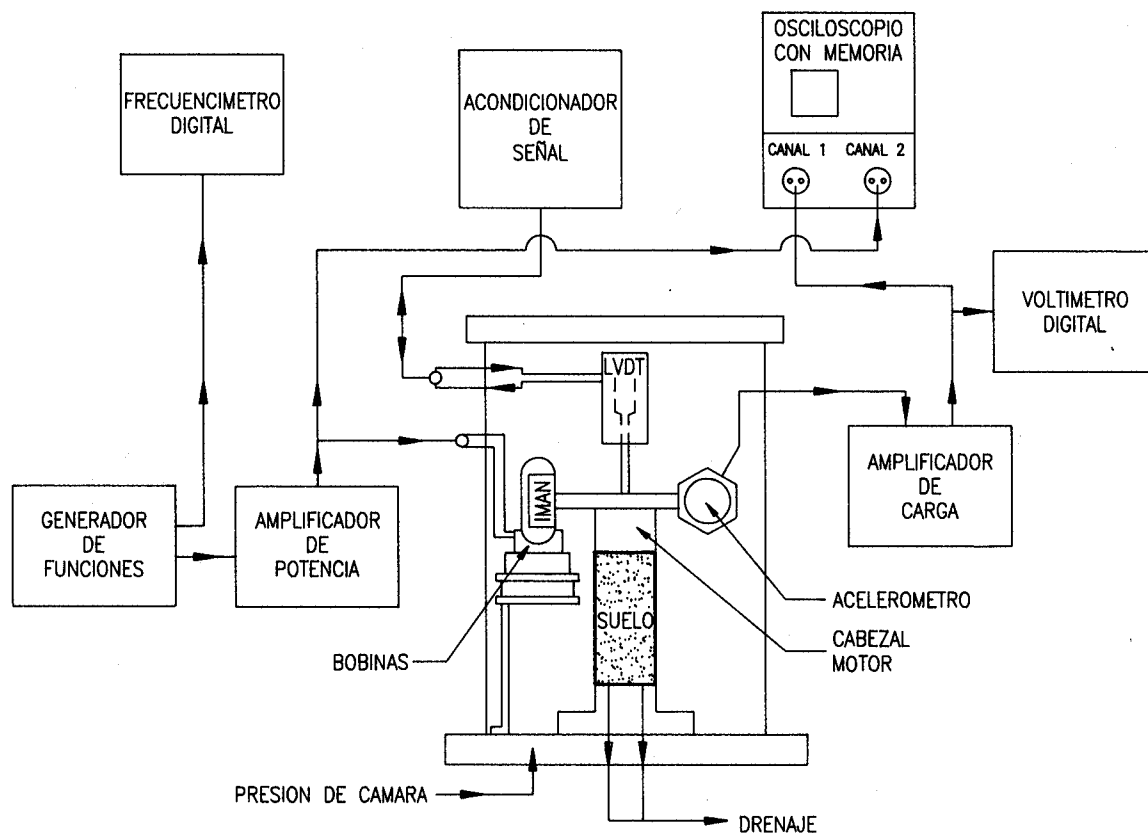 OSCILOSCOPIO
CON MEMORIA
CANAL 1
CANAL 2
FRECUENCIMETRO
DIGITAL
ACONDICIONADOR
DE
SEÑAL
VOLTIMETRO
DIGITAL
LVDT
IMAN
GENERADOR
DE
FUNCIONES
AMPLIFICADOR
DE
POTENCIA
AMPLIFICADOR
DE
CARGA
SUELO
ACELEROMETRO
CABEZAL
MOTOR
BOBINAS
PRESION DE CAMARA
DRENAJE